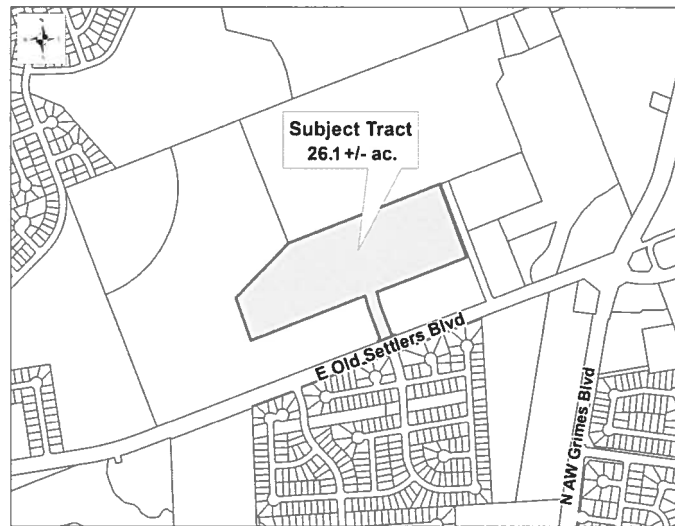 Subject Tract
26.1 +/- ac.
E Old Settlers Blvd
N AW Grimes Blvd